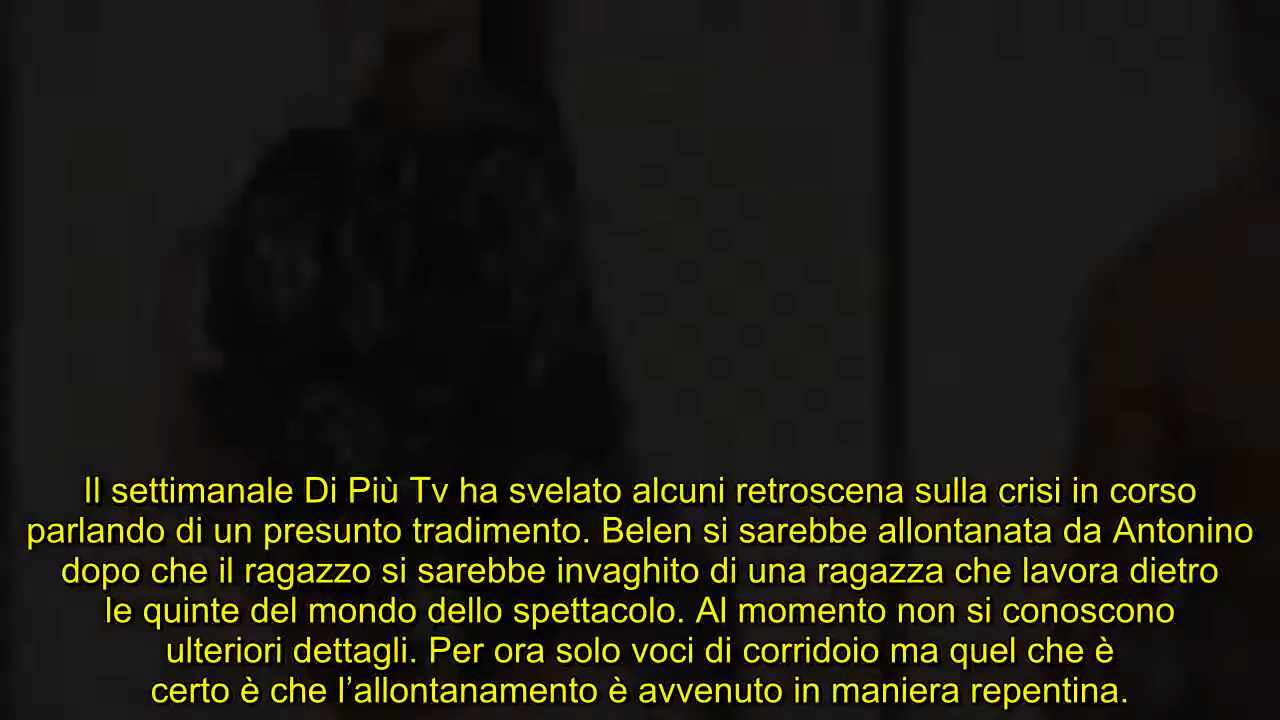 Il settimanale Di Più Tv ha svelato alcuni retroscena sulla crisi in corso
parlando di un presunto tradimento. Belen si sarebbe allontanata da Antonino
dopo che il ragazzo si sarebbe invaghito di una ragazza che lavora dietro
le quinte del mondo dello spettacolo. Al momento non si conoscono
ulteriori dettagli. Per ora solo voci di corridoio ma quel che è
certo è che l’allontanamento è avvenuto in maniera repentina.